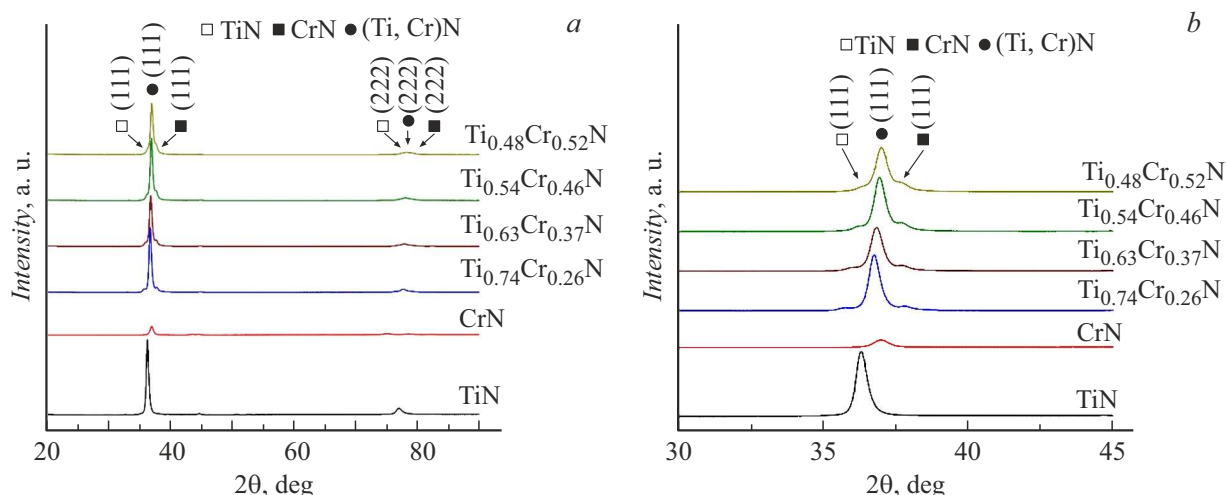 □ TiN ■ CrN ● (Ti, Cr)N
a
(111)
(111)
(111)
(222)
(222)
(222)
Ti0.48Cr0.52N
Ti0.54Cr0.46N
Ti0.63Cr0.37N
Ti0.74Cr0.26N
CrN
TiN
Intensity, a. u.
20 40 60 80
2θ, deg
□ TiN ■ CrN ● (Ti, Cr)N
b
(111)
(111)
(111)
Ti0.48Cr0.52N
Ti0.54Cr0.46N
Ti0.63Cr0.37N
Ti0.74Cr0.26N
CrN
TiN
Intensity, a. u.
30 35 40 45
2θ, deg